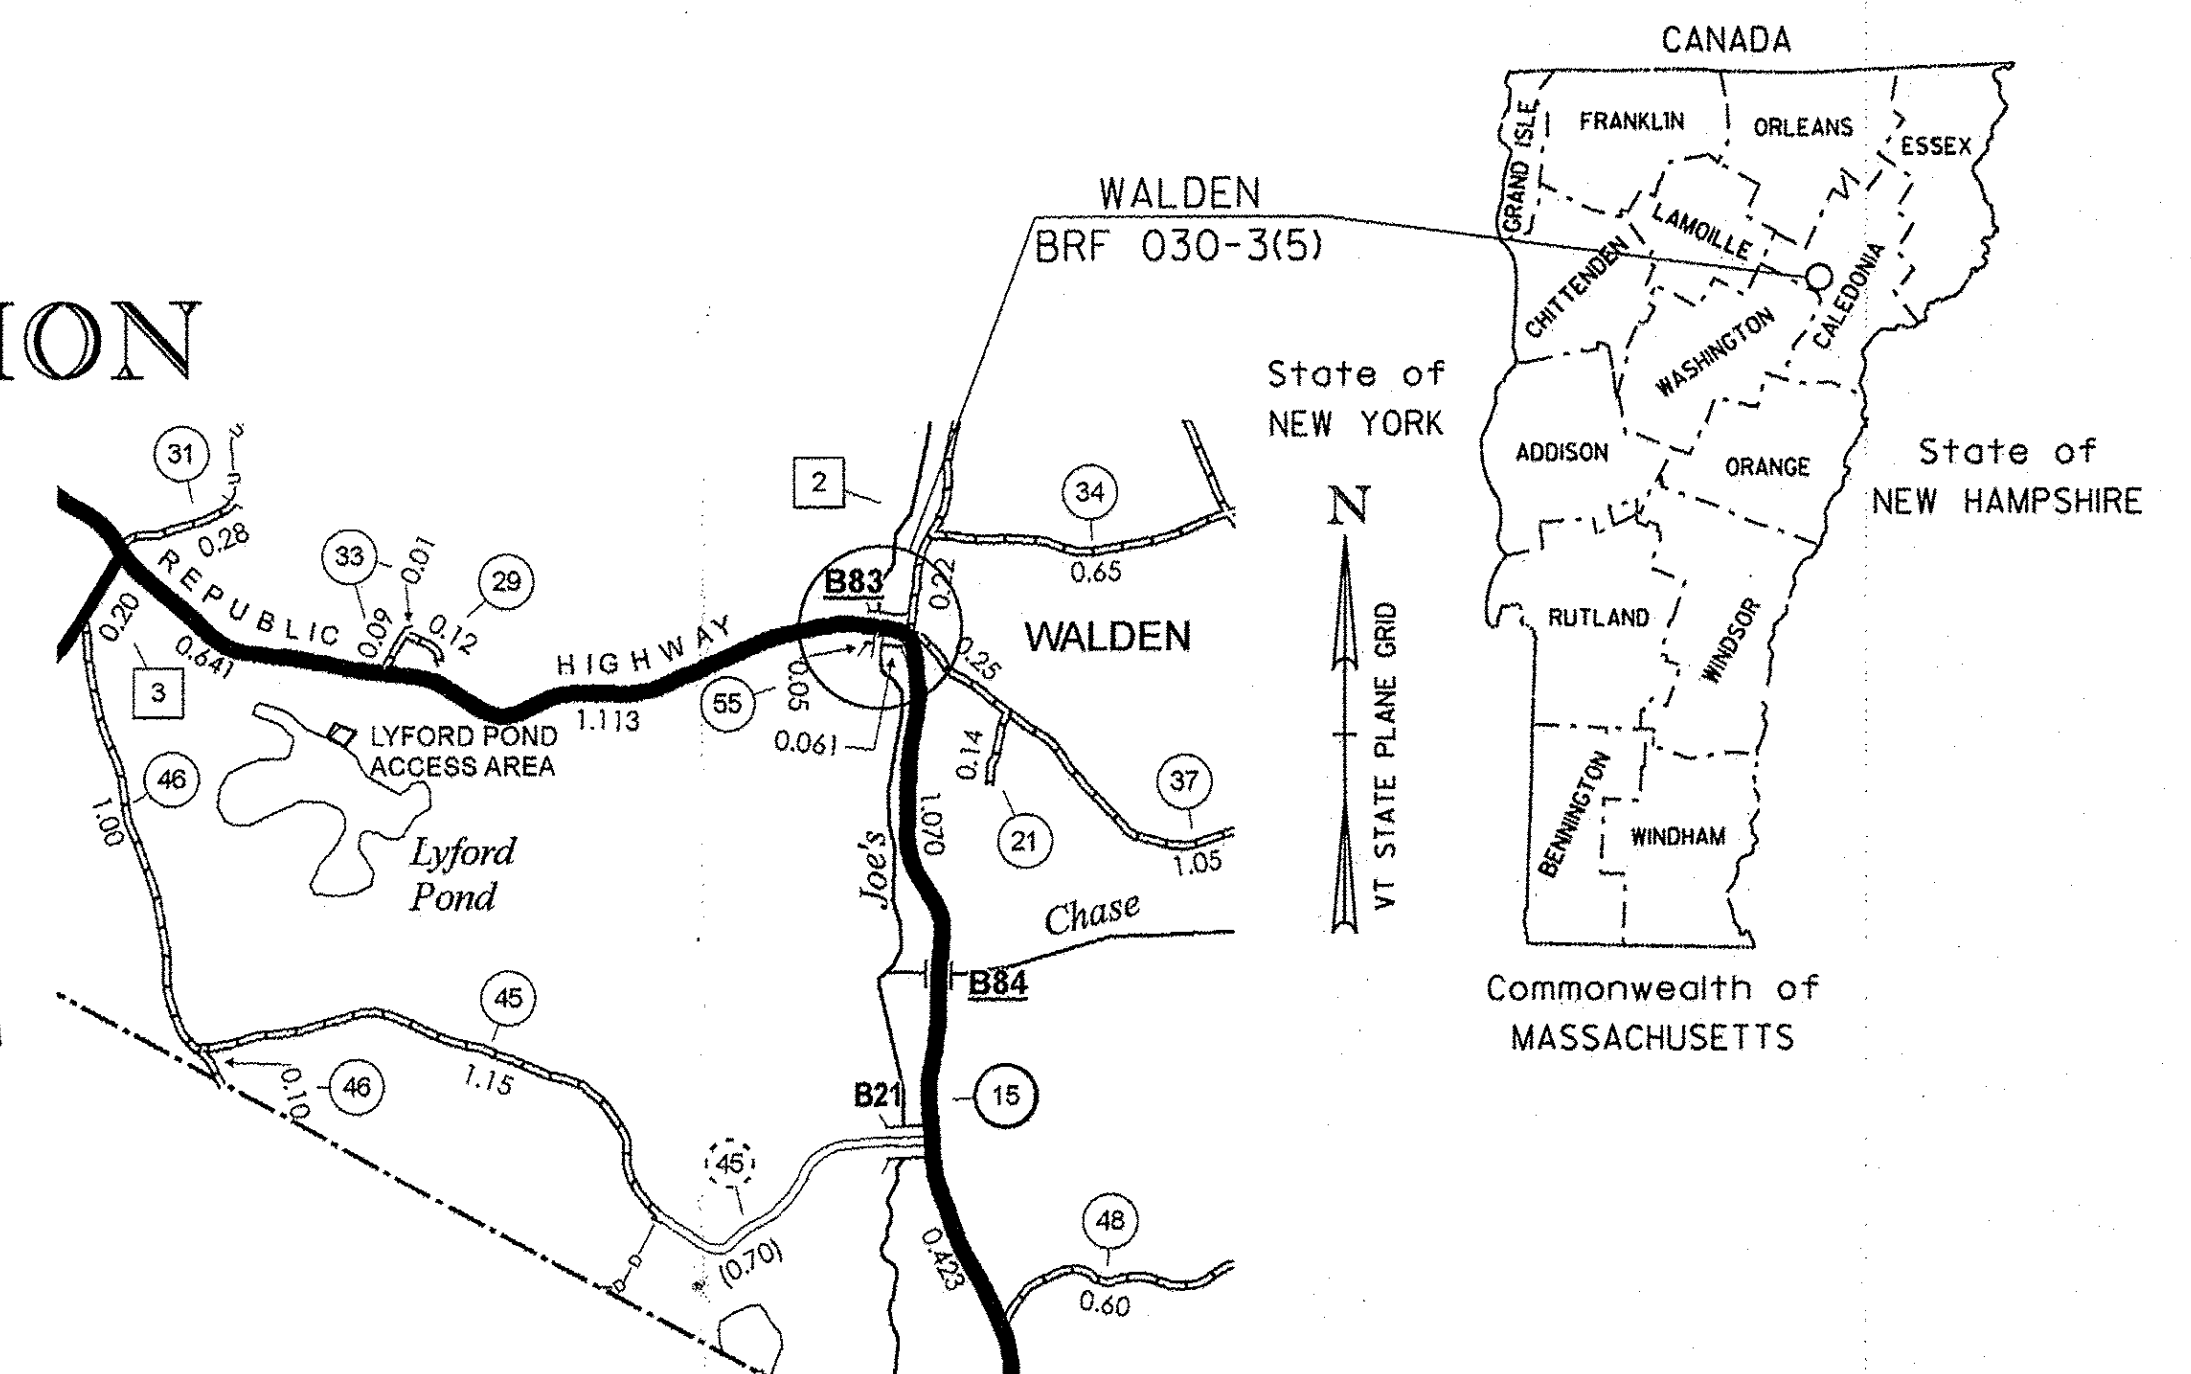 CANADA
FRANKLIN
ORLEANS
ESSEX
GRAND ISLE
LAMOILLE
CHITTENDEN
CALEDONIA
WASHINGTON
ADDISON
ORANGE
RUTLAND
WINDSOR
BENNINGTON
WINDHAM
State of
NEW YORK
State of
NEW HAMPSHIRE
Commonwealth of
MASSACHUSETTS
WALDEN
BRF 030-3(5)
ION
N
VT STATE PLANE GRID
31
0.28
33
0.01
29
0.09
0.12
REPUBLIC
HIGHWAY
0.20
0.641
3
46
1.00
LYFORD POND
ACCESS AREA
Lyford
Pond
1.113
55
0.05
0.061
2
B83
0.22
34
0.65
WALDEN
0.25
0.14
21
37
1.05
1.070
Joe's
Chase
B84
45
1.15
0.10
46
B21
15
45
(0.70)
0.423
48
0.60